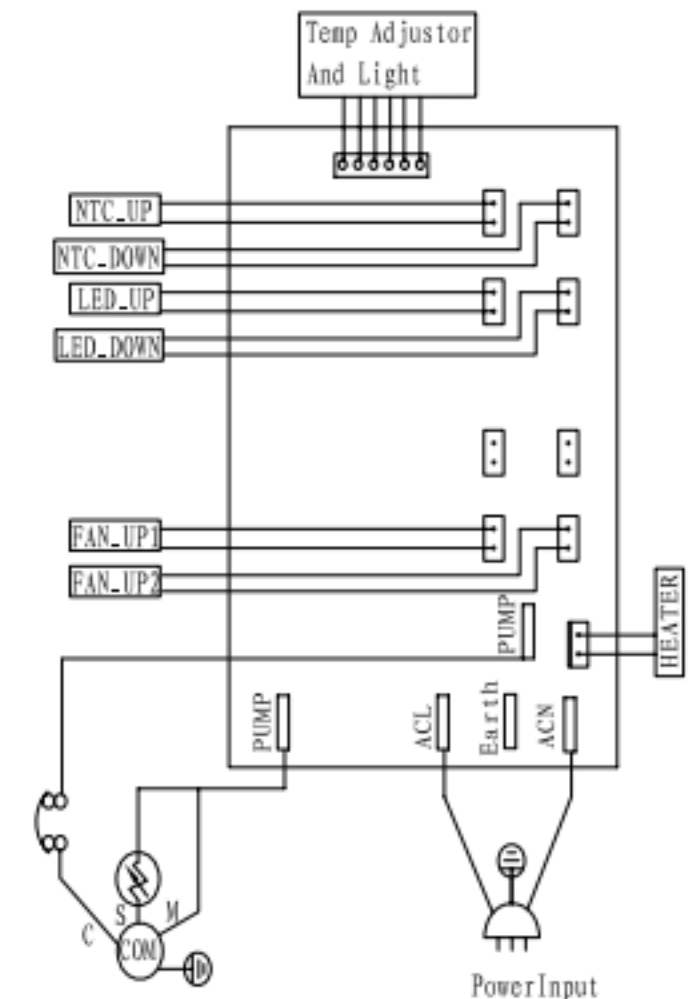 Temp Adjustor
And Light
NTC_UP
NTC_DOWN
LED_UP
LED_DOWN
FAN_UP1
FAN_UP2
PUMP
HEATER
PUMP
ACL
Earth
ACN
S
M
C
COM
PowerInput